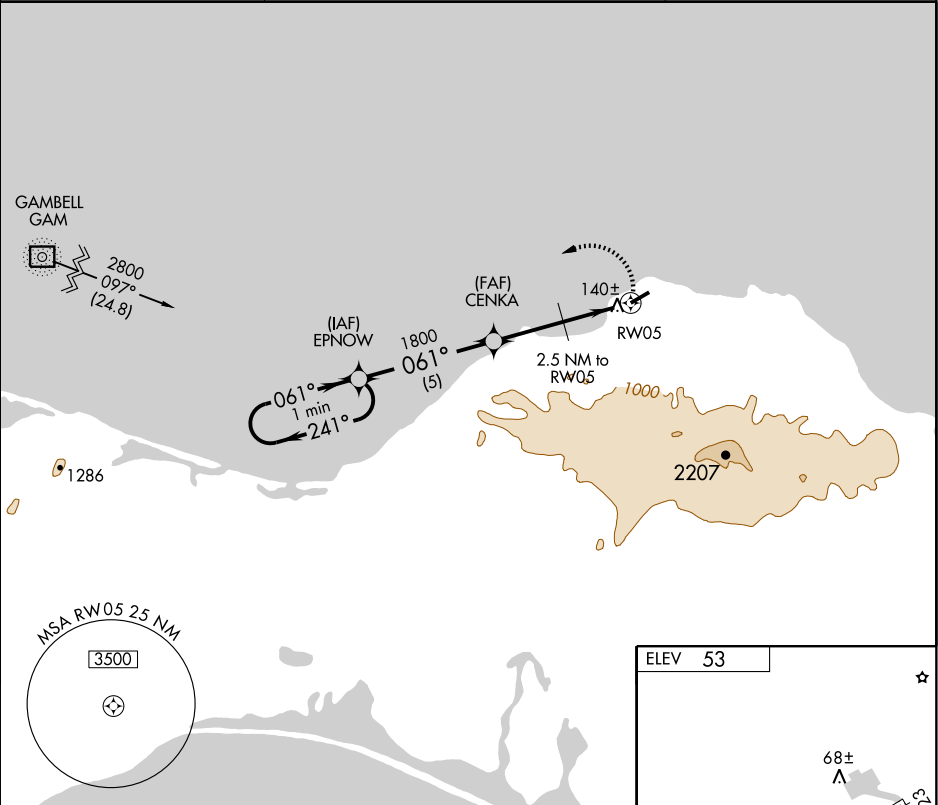 GAMBELL
GAM
2800
097°
(24.8)
(IAF)
EPNOW
1800
061°
(5)
(FAF)
CENKA
140±
RW05
2.5 NM to
RW05
061°
1 min
241°
1000
2207
1286
MSA RW05 25 NM
3500
ELEV 53
68±